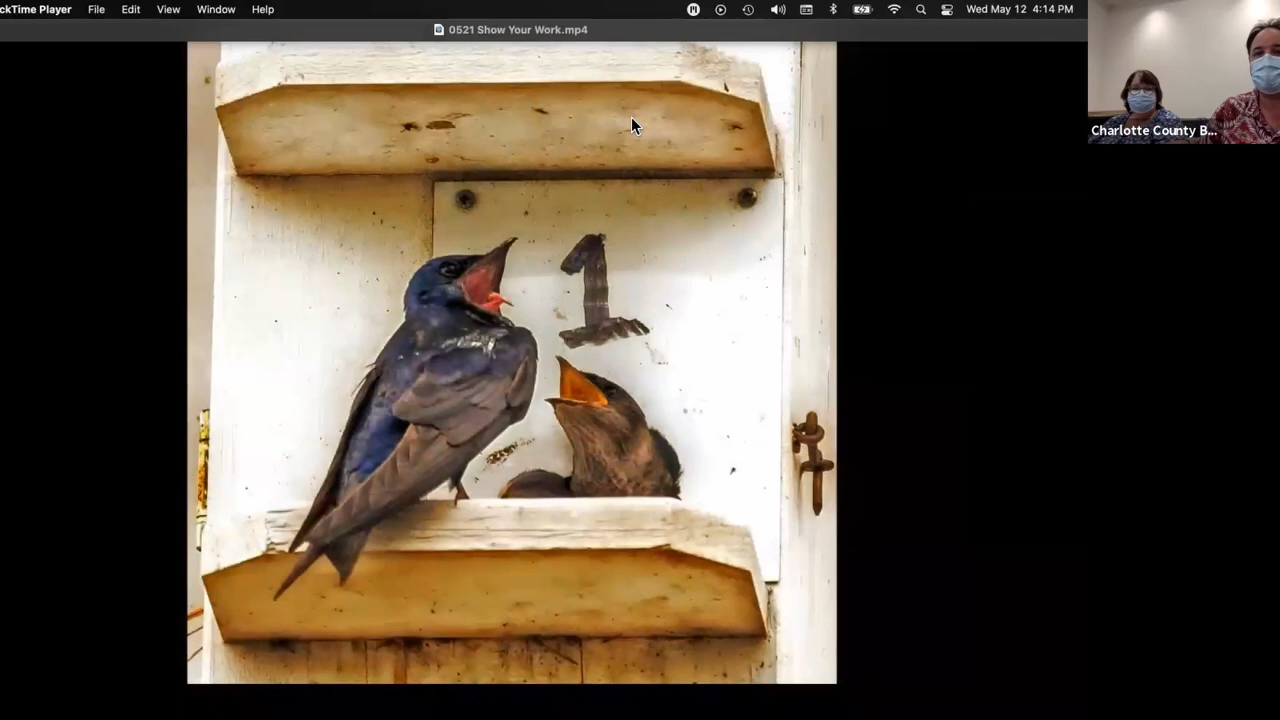 ckTime Player File Edit View Window Help Wed May 12 4:14 PM
0521 Show Your Work.mp4
Charlotte County B...
1